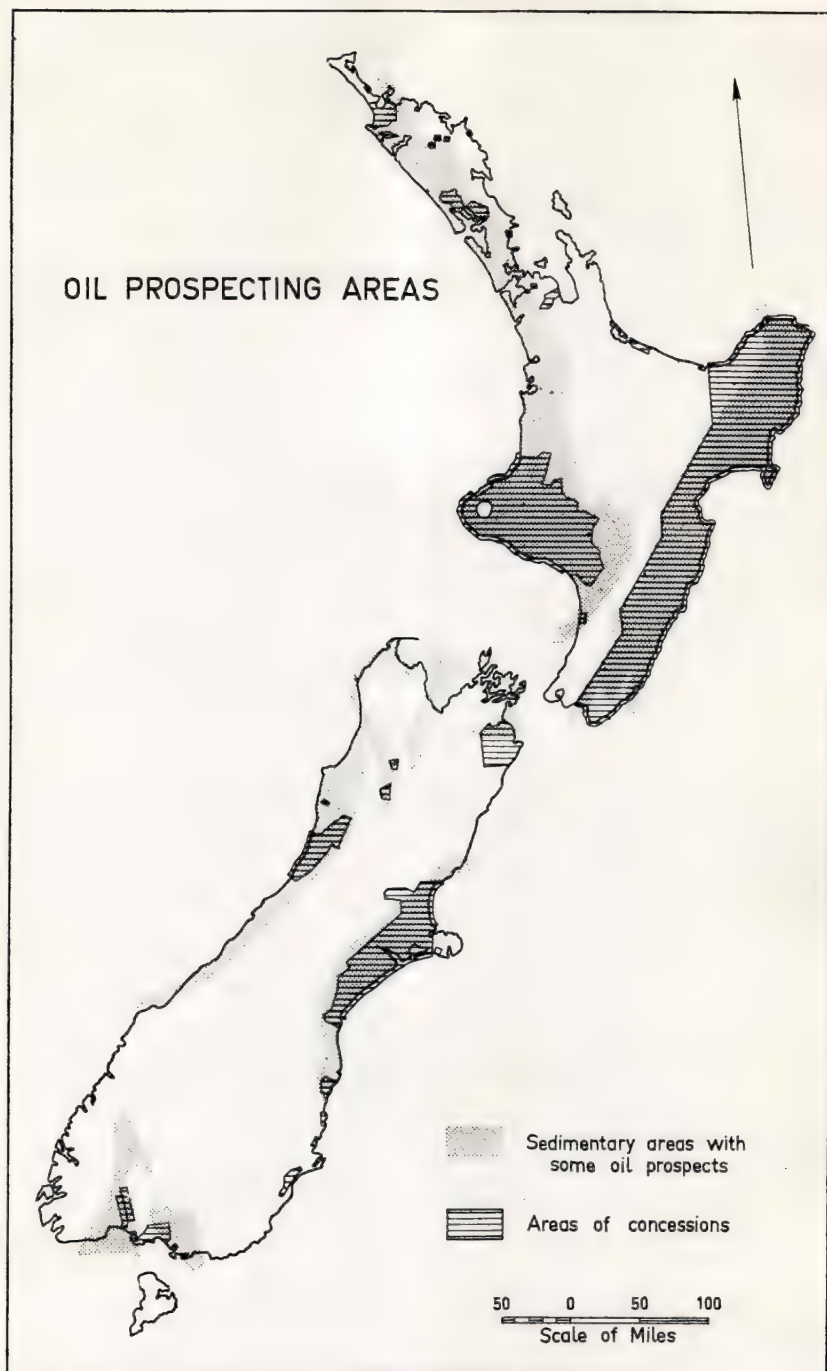 OIL PROSPECTING AREAS
Sedimentary areas with
some oil prospects
Areas of concessions
50 0 50 100
Scale of Miles